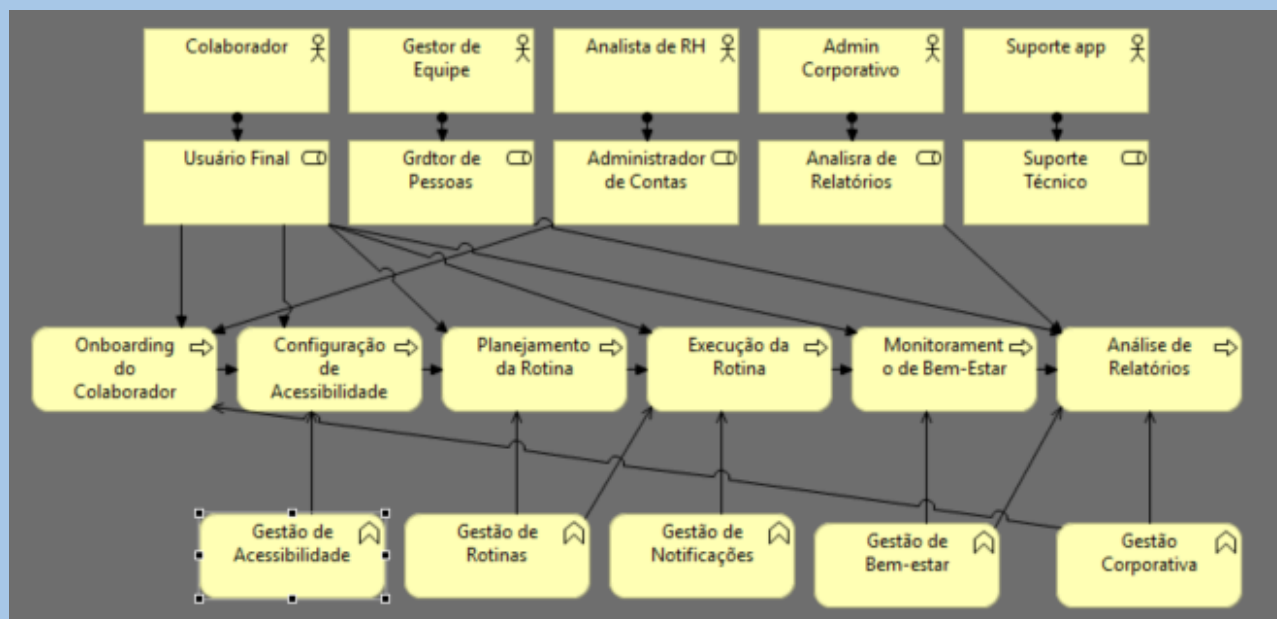 Colaborador
Gestor de
Equipe
Analista de RH
Admin
Corporativo
Suporte app
Usuário Final
Grdtor de
Pessoas
Administrador
de Contas
Analisra de
Relatórios
Suporte
Técnico
Onboarding
do
Colaborador
Configuração
de
Acessibilidade
Planejamento
da Rotina
Execução da
Rotina
Monitorament
o de Bem-Estar
Análise de
Relatórios
Gestão de
Acessibilidade
Gestão de
Rotinas
Gestão de
Notificações
Gestão de
Bem-estar
Gestão
Corporativa